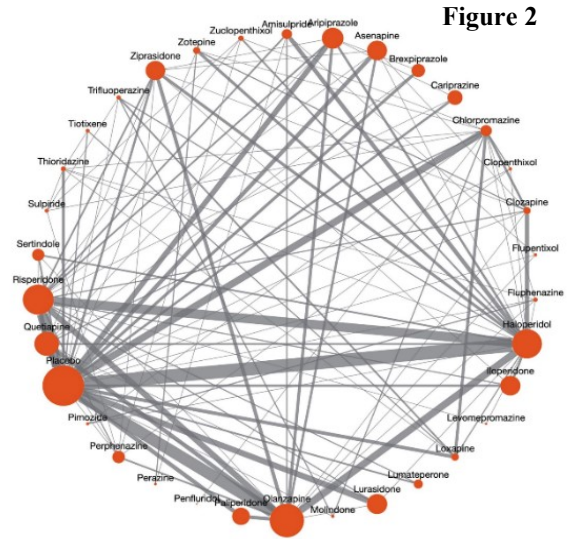 Figure 2
Amisulpride
Aripiprazole
Zuclopenthixol
Asenapine
Zotepine
Brexpiprazole
Ziprasidone
Cariprazine
Trifluoperazine
Chlorpromazine
Tiotixene
Clopenthixol
Thioridazine
Clozapine
Sulpiride
Flupentixol
Sertindole
Fluphenazine
Risperidone
Haloperidol
Quetiapine
Iloperidone
Placebo
Levomepromazine
Pimozide
Loxapine
Perphenazine
Lumateperone
Perazine
Lurasidone
Penfluridol
Olanzapine
Molindone
Paliperidone